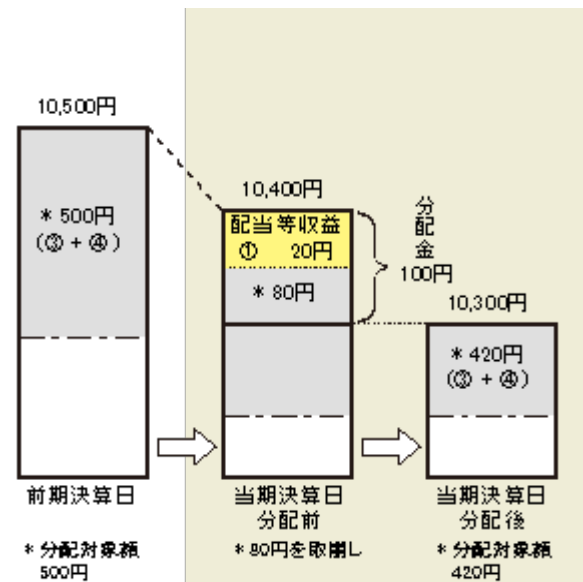 10,500円
＊500円
（③＋④）
前期決算日
＊分配対象額
500円
10,400円
配当等収益
① 20円
＊80円
分配金
100円
当期決算日
分配前
＊80円を取崩し
10,300円
＊420円
（③＋④）
当期決算日
分配後
＊分配対象額
420円